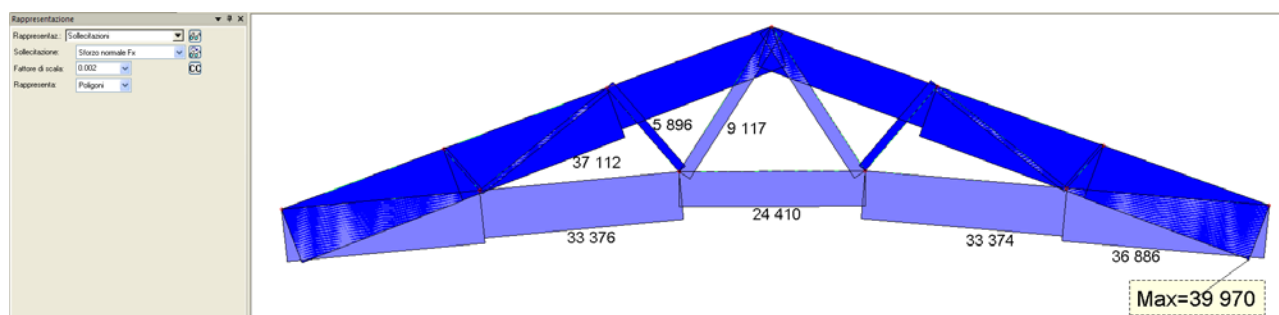 Rappresentazione
Rappresentaz.: Sollecitazioni
Sollecitazione: Sforzo normale Fx
Fattore di scala: 0.002
Rappresenta: Poligoni
5 896
9 117
37 112
24 410
33 376
33 374
36 886
Max=39 970